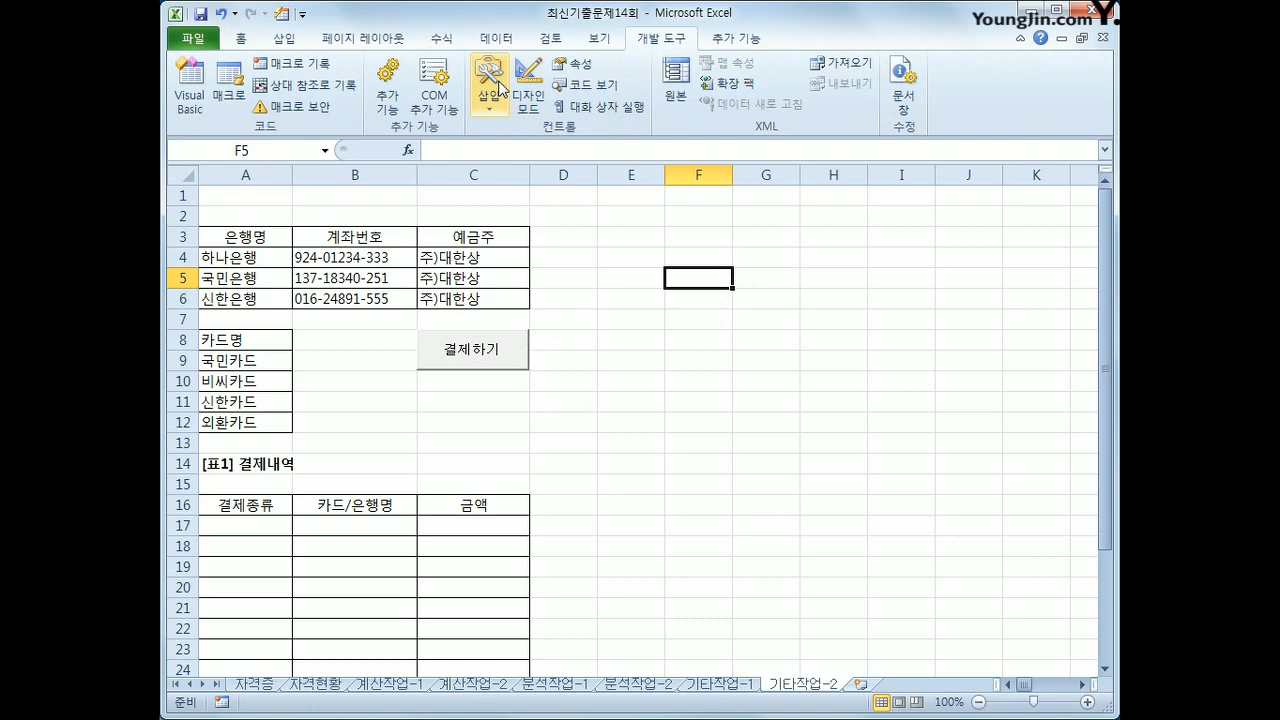 최신기출문제14회 - Microsoft Excel
YoungJin.com Y.
파일 홈 삽입 페이지 레이아웃 수식 데이터 검토 보기 개발 도구 추가 기능
Visual Basic
매크로
매크로 기록
상대 참조로 기록
매크로 보안
코드
추가 기능
COM 추가 기능
추가 기능
삽입
디자인 모드
속성
코드 보기
대화 상자 실행
컨트롤
원본
맵 속성
확장 팩
데이터 새로 고침
가져오기
내보내기
XML
문서 창
수정
F5 fx
A B C D E F G H I J K
1
2
3 은행명 계좌번호 예금주
4 하나은행 924-01234-333 주)대한상
5 국민은행 137-18340-251 주)대한상
6 신한은행 016-24891-555 주)대한상
7
8 카드명 결제하기
9 국민카드
10 비씨카드
11 신한카드
12 외환카드
13
14 [표1] 결제내역
15
16 결제종류 카드/은행명 금액
17
18
19
20
21
22
23
24
자격증 자격현황 계산작업-1 계산작업-2 분석작업-1 분석작업-2 기타작업-1 기타작업-2
준비 100%